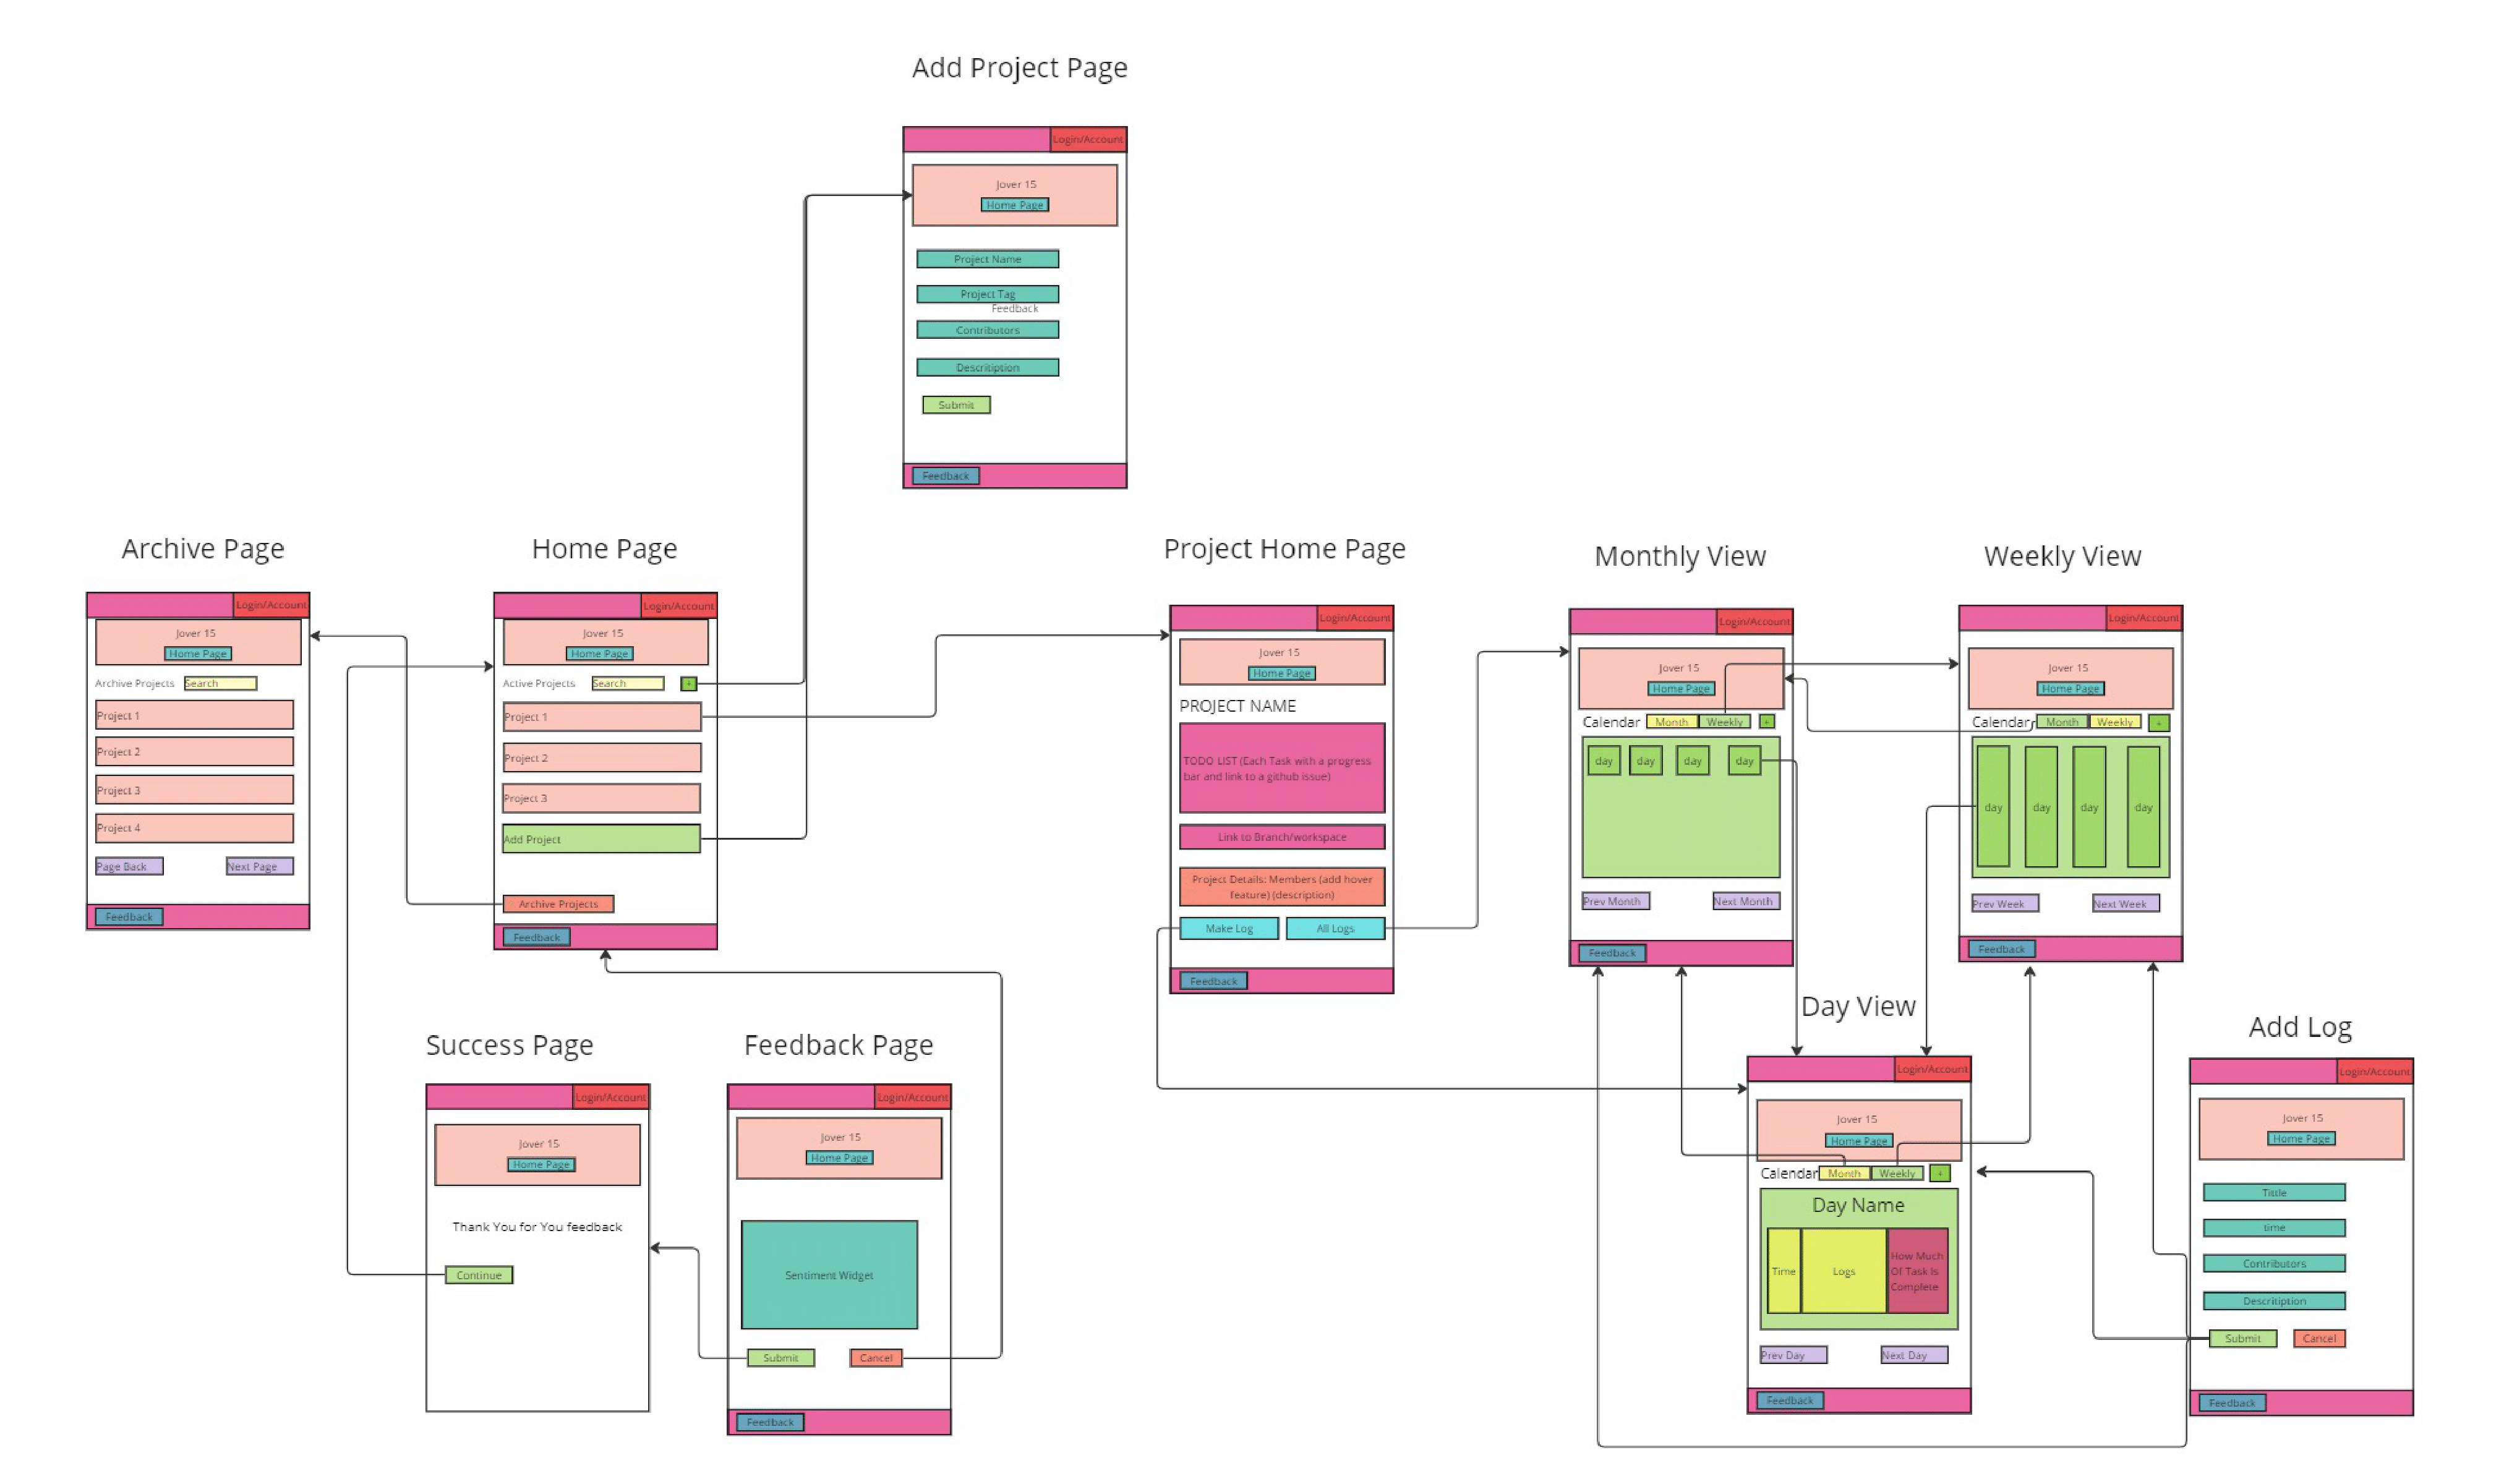 Add Project Page
Login/Account
Jover 15
Home Page
Project Name
Project Tag
Feedback
Contributors
Descritiption
Submit
Feedback
Archive Page
Login/Account
Jover 15
Home Page
Archive Projects
Search
Project 1
Project 2
Project 3
Project 4
Page Back
Next Page
Feedback
Home Page
Login/Account
Jover 15
Home Page
Active Projects
Search
+
Project 1
Project 2
Project 3
Add Project
Archive Projects
Feedback
Project Home Page
Login/Account
Jover 15
Home Page
PROJECT NAME
TODO LIST (Each Task with a progress
bar and link to a github issue)
Link to Branch/workspace
Project Details: Members (add hover
feature) (description)
Make Log
All Logs
Feedback
Monthly View
Login/Account
Jover 15
Home Page
Calendar
Month
Weekly
+
day
day
day
day
Prev Month
Next Month
Feedback
Weekly View
Login/Account
Jover 15
Home Page
Calendar
Month
Weekly
+
day
day
day
day
Prev Week
Next Week
Feedback
Success Page
Login/Account
Jover 15
Home Page
Thank You for You feedback
Continue
Feedback Page
Login/Account
Jover 15
Home Page
Sentiment Widget
Submit
Cancel
Feedback
Day View
Login/Account
Jover 15
Home Page
Calendar
Month
Weekly
+
Day Name
Time
Logs
How Much
Of Task Is
Complete
Prev Day
Next Day
Feedback
Add Log
Login/Account
Jover 15
Home Page
Tittle
time
Contributors
Descritiption
Submit
Cancel
Feedback